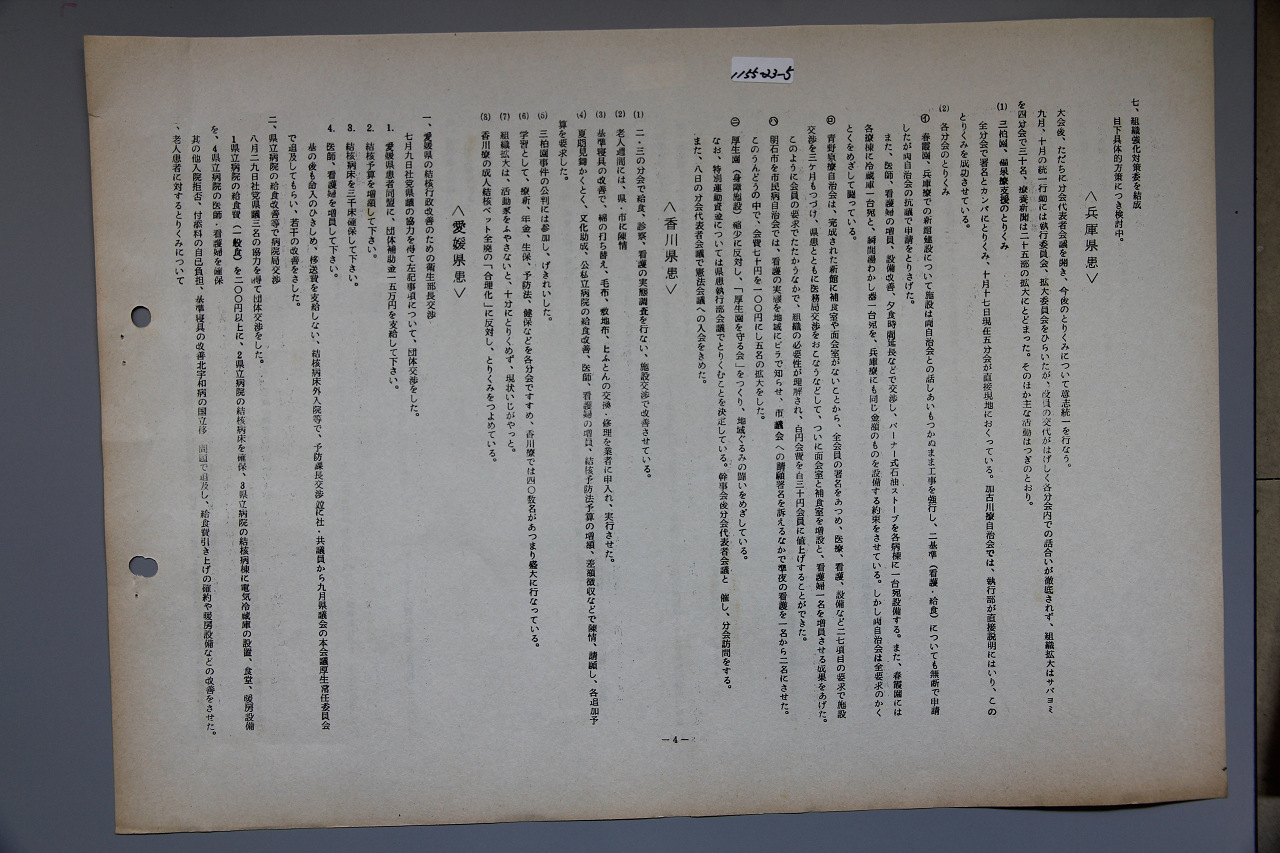 1155-23-5
七、組織強化対策委を結成
目下具体的方策につき検討中。
＜兵庫県患＞
大会後、ただちに分会代表者会議を開き、今後のとりくみについて意志統一を行なう。
九月、十月の統一行動には執行委員会、拡大委員会をひらいたが、役員の交代がはげしく各分会内での話合いが徹底されず、組織拡大はサバヨミ
を四分会で三十名、療養新聞は二十五部の拡大にとどまった。そのほか主な活動はつぎのとおり。
(1) 三柏園、療支援のとりくみ
全分会で署名とカンパにとりくみ、十月十七日現在五分会が直接現地におくっている。加古川療自治会では、執行部が直接説明にはいり、この
とりくみを成功させている。
(2) 各分会のとりくみ
㋑ 春霞園、兵庫療での新館建設について施設は両自治会との話しあいもつかぬまま工事を強行し、二基準（看護・給食）についても無断で申請
したが両自治会の抗議で申請をとりさげた。
また、医師、看護婦の増員、設備改善、夕食時間延長などで交渉し、バーナー式石油ストーブを各病棟に一台宛設備する。また、春霞園には
各療棟に冷蔵庫一台宛と、瞬間湯わかし器一台宛を、兵庫療にも同じ金額のものを設備する約束をさせている。しかし両自治会は全要求のかく
とくをめざして闘っている。
㋺ 青野原療自治会は、完成された新館に補食室や面会室がないことから、全会員の署名をあつめ、医療、看護、設備など二七項目の要求で施設
交渉を三ヶ月もつづけ、県患とともに医務局交渉をおこなうなどして、ついに面会室と補食室を増設と、看護婦一名を増員させる成果をあげた。
このように会員の要求でたたかうなかで、組織の必要性が理解され、百円会費を百三十円会員に値上げすることができた。
このうんどうの中で、会費七十円を一〇〇円にし五名の拡大をした。
㋩ 明石市を市民病自治会では、看護の実態を地域にビラで知らせ、市議会への請願署名を訴えるなかで準夜の看護を一名から二名にさせた。
㊁ 厚生園（身障施設）縮少に反対し、「厚生園を守る会」をつくり、地域ぐるみの闘いをめざしている。
なお、特別運動資金については県患執行部会議でとりくむことを決定している。幹事会後分会代表者会議と 催し、分会訪問をする。
また、八日の分会代表者会議で憲法会議への入会をきめた。
＜香川県患＞
(1) 二・三の分会で給食、診察、看護の実態調査を行ない、施設交渉で改善させている。
(2) 老人週間には、県・市に陳情
(3) 基準寝具の改善で、綿の打ち替え、毛布、敷地布、上ふとんの交換・修理を業者に申入れ、実行させた。
(4) 夏期見舞かくとく、文化助成、公私立病院の給食改善、医師、看護婦の増員、結核予防法予算の増額、差額徴収などで陳情、請願し、各追加予
算を要求した。
(5) 三柏園事件の公判には参加し、げきれいした。
(6) 学習として、療新、年金、生保、予防法、健保などを各分会ですすめ、香川療では四〇数名があつまり盛大に行なっている。
(7) 組織拡大は、活動家をふやさないと、十分にとりくめず、現状いじがやっと。
(8) 香川療の成人結核ベット全廃の「合理化」に反対し、とりくみをつよめている。
＜愛媛県患＞
一、愛媛県の結核行政改善のための衛生部長交渉
七月九日社党県議の協力を得て左記事項について、団体交渉をした。
1. 愛媛県患者同盟に、団体補助金一五万円を支給して下さい。
2. 結核予算を増額して下さい。
3. 結核病床を三千床確保して下さい。
4. 医師、看護婦を増員して下さい。
其の後も命入のひきしめ、移送費を支給しない、結核病床外入院等で、予防課長交渉並に社・共議員から九月県議会の本会議厚生常任委員会
で追及してもらい、若干の改善をさした。
二、県立病院の給食改善等で病院局交渉
八月二九日社党県議三名の協力を得て団体交渉をした。
1県立病院の給食費（一般食）を二〇〇円以上に、2県立病院の結核病床を確保、3県立病院の結核病棟に電気冷蔵庫の設置、食堂、暖房設備
を、4県立病院の医師・看護婦を確保
其の他入院拒否、付添料の自己負担、基準寝具の改善北宇和病の国立移 問題で追及し、給食費引き上げの確約や暖房設備などの改善をさせた。
、老人患者に対するとりくみについて
—4—